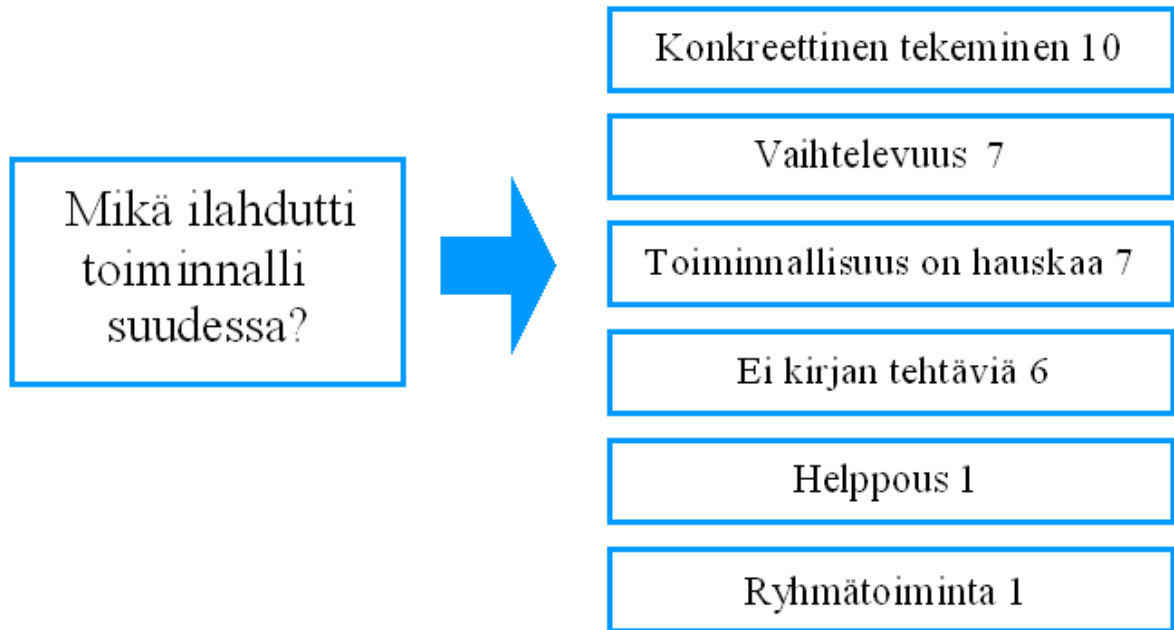 Mikä ilahdutti
toiminnalli
suudessa?
Konkreettinen tekeminen 10
Vaihtelevuus 7
Toiminnallisuus on hauskaa 7
Ei kirjan tehtäviä 6
Helppous 1
Ryhmätoiminta 1